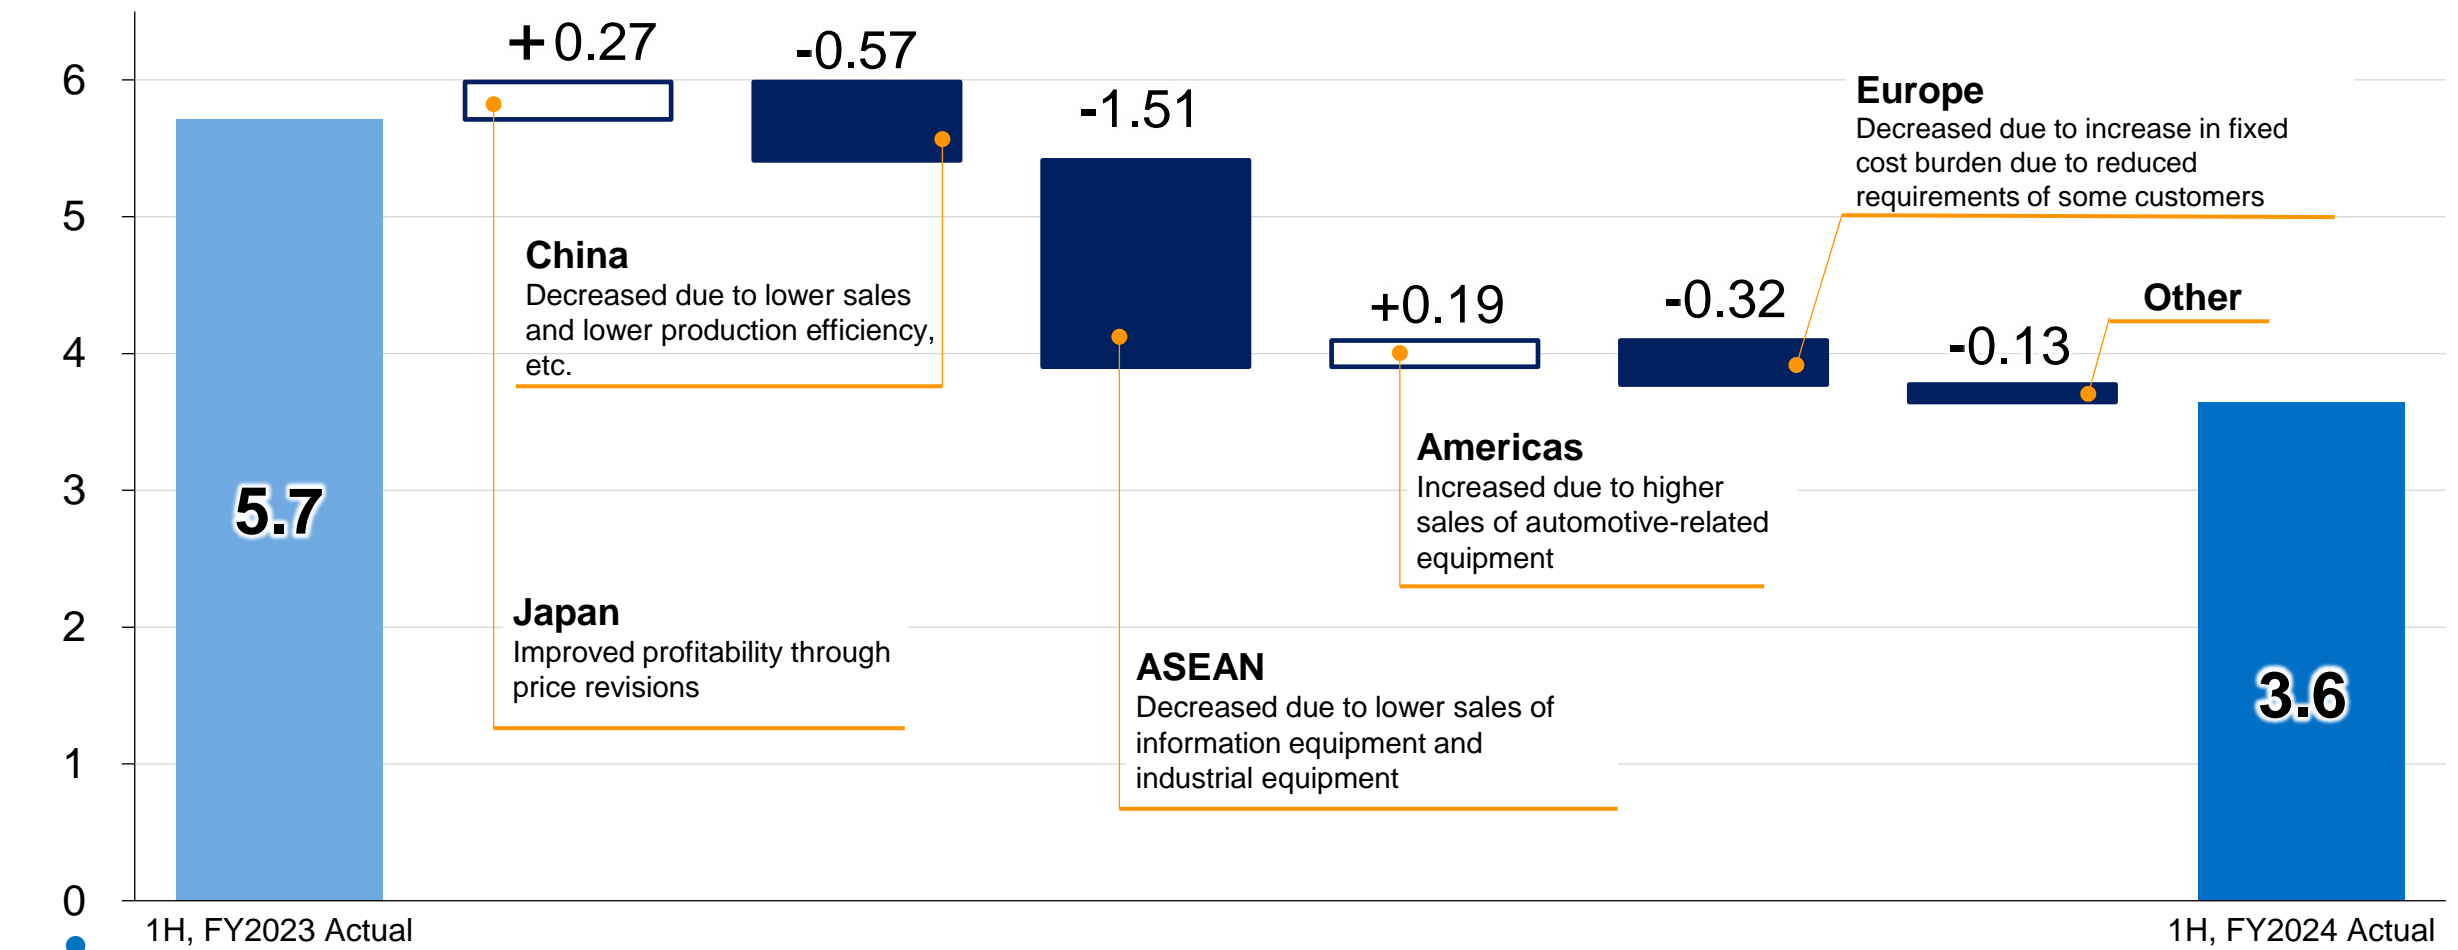 +0.27
-0.57
-1.51
+0.19
-0.32
-0.13
6
5
4
3
2
1
0
5.7
Japan
Improved profitability through
price revisions
China
Decreased due to lower sales
and lower production efficiency,
etc.
ASEAN
Decreased due to lower sales of
information equipment and
industrial equipment
Americas
Increased due to higher
sales of automotive-related
equipment
Europe
Decreased due to increase in fixed
cost burden due to reduced
requirements of some customers
Other
3.6
1H, FY2023 Actual
1H, FY2024 Actual